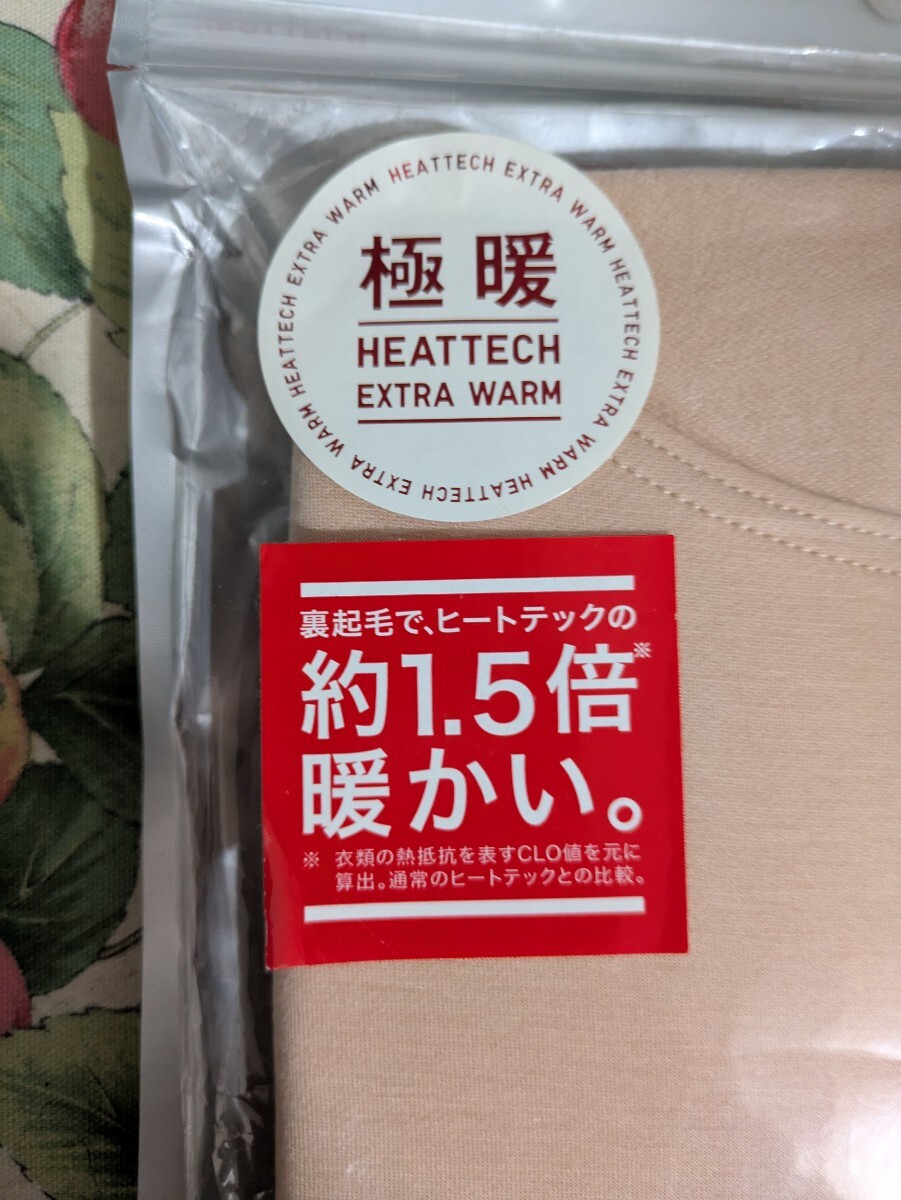 HEATTECH EXTRA WARM HEATTECH EXTRA WARM HEATTECH EXTRA WARM HEATTECH EXTRA WARM
極暖
HEATTECH
EXTRA WARM
裏起毛で、ヒートテックの
約1.5倍※
暖かい。
※ 衣類の熱抵抗を表すCLO値を元に
算出。通常のヒートテックとの比較。